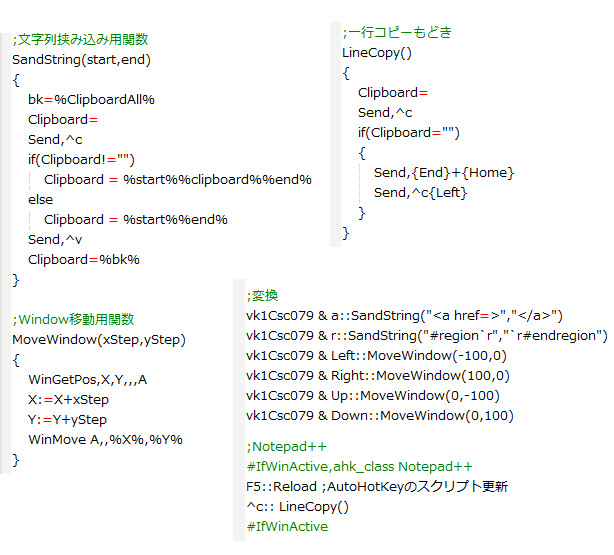 ;文字列挟み込み用関数
SandString(start,end)
{
bk=%ClipboardAll%
Clipboard=
Send,^c
if(Clipboard!="")
Clipboard = %start%%clipboard%%end%
else
Clipboard = %start%%end%
Send,^v
Clipboard=%bk%
}
;Window移動用関数
MoveWindow(xStep,yStep)
{
WinGetPos,X,Y,,,A
X:=X+xStep
Y:=Y+yStep
WinMove A,,%X%,%Y%
}
;一行コピーもどき
LineCopy()
{
Clipboard=
Send,^c
if(Clipboard="")
{
Send,{End}+{Home}
Send,^c{Left}
}
}
;変換
vk1Csc079 & a::SandString("<a href=>","</a>")
vk1Csc079 & r::SandString("#region`r","`r#endregion")
vk1Csc079 & Left::MoveWindow(-100,0)
vk1Csc079 & Right::MoveWindow(100,0)
vk1Csc079 & Up::MoveWindow(0,-100)
vk1Csc079 & Down::MoveWindow(0,100)
;Notepad++
#IfWinActive,ahk_class Notepad++
F5::Reload ;AutoHotKeyのスクリプト更新
^c:: LineCopy()
#IfWinActive